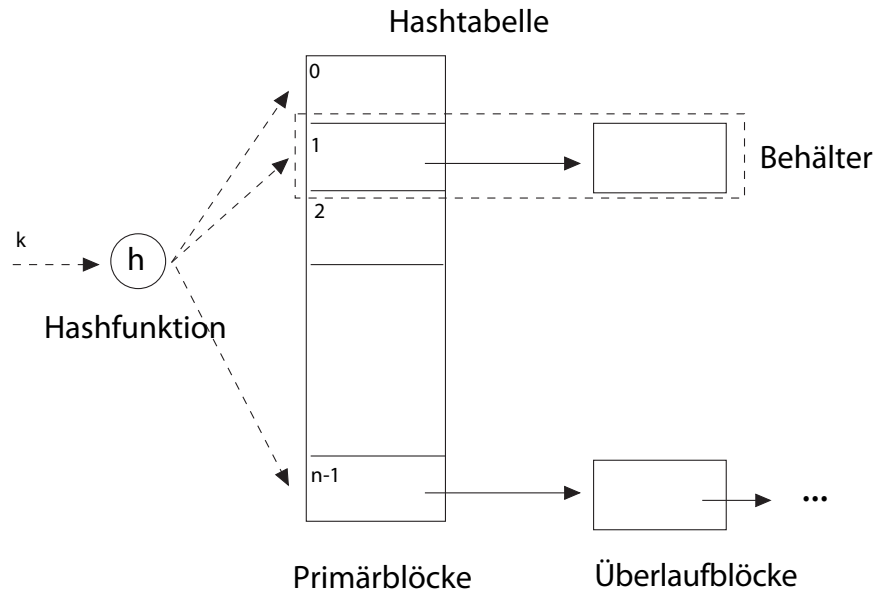 Hashtabelle
0
1
Behälter
2
k
h
Hashfunktion
n-1
...
Primärblöcke
Überlaufblöcke